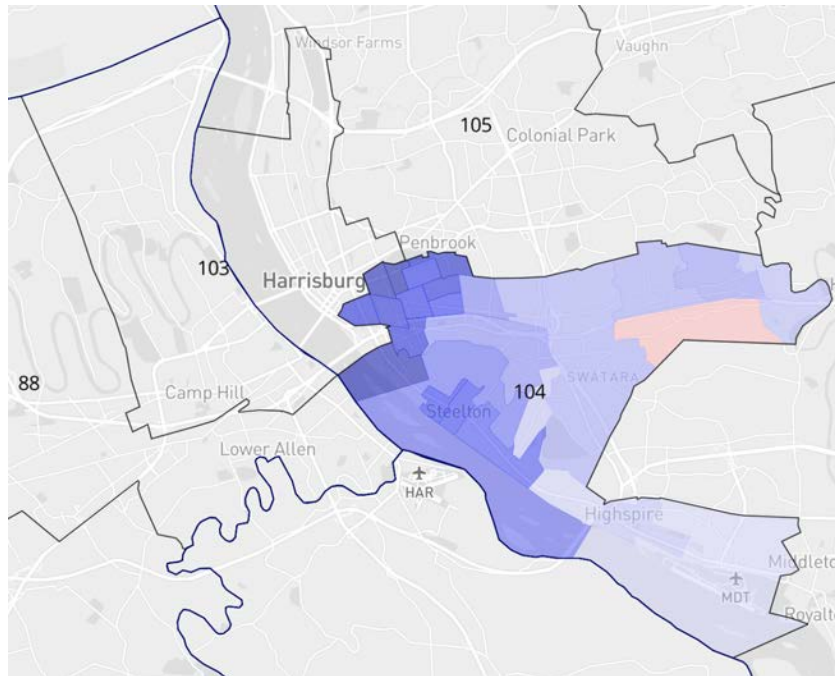 Windsor Farms
Vaughn
105
Colonial Park
Penbrook
103
Harrisburg
88
Camp Hill
104
SWATARA
Steelton
Lower Allen
HAR
Highspire
Middleto
MDT
Royalto